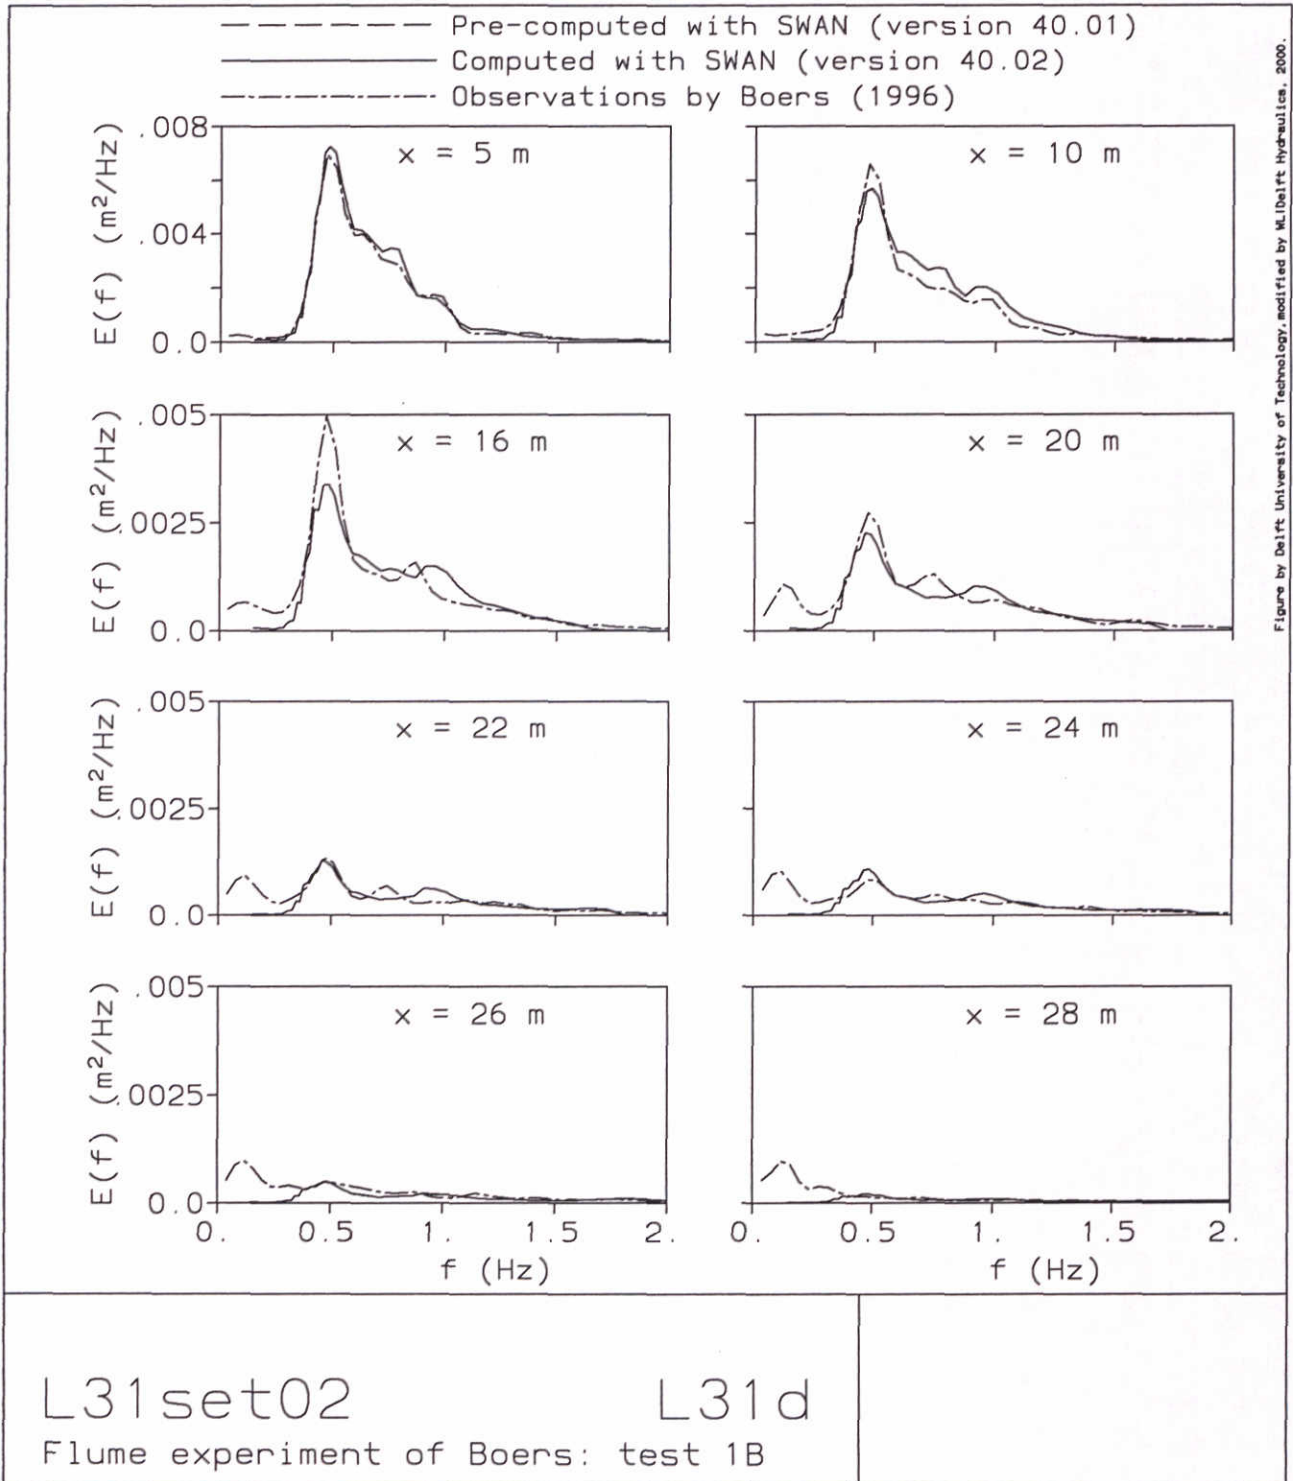 Pre-computed with SWAN (version 40.01)
Computed with SWAN (version 40.02)
Observations by Boers (1996)
Figure by Delft University of Technology, modified by WL|Delft Hydraulics, 2000.
E(f) (m²/Hz)
.008
.004
0.0
x = 5 m
x = 10 m
E(f) (m²/Hz)
.005
.0025
0.0
x = 16 m
x = 20 m
E(f) (m²/Hz)
.005
.0025
0.0
x = 22 m
x = 24 m
E(f) (m²/Hz)
.005
.0025
0.0
x = 26 m
x = 28 m
0. 0.5 1. 1.5 2.
0. 0.5 1.0 1.5 2.
f (Hz)
f (Hz)
L31set02 L31d
Flume experiment of Boers: test 1B